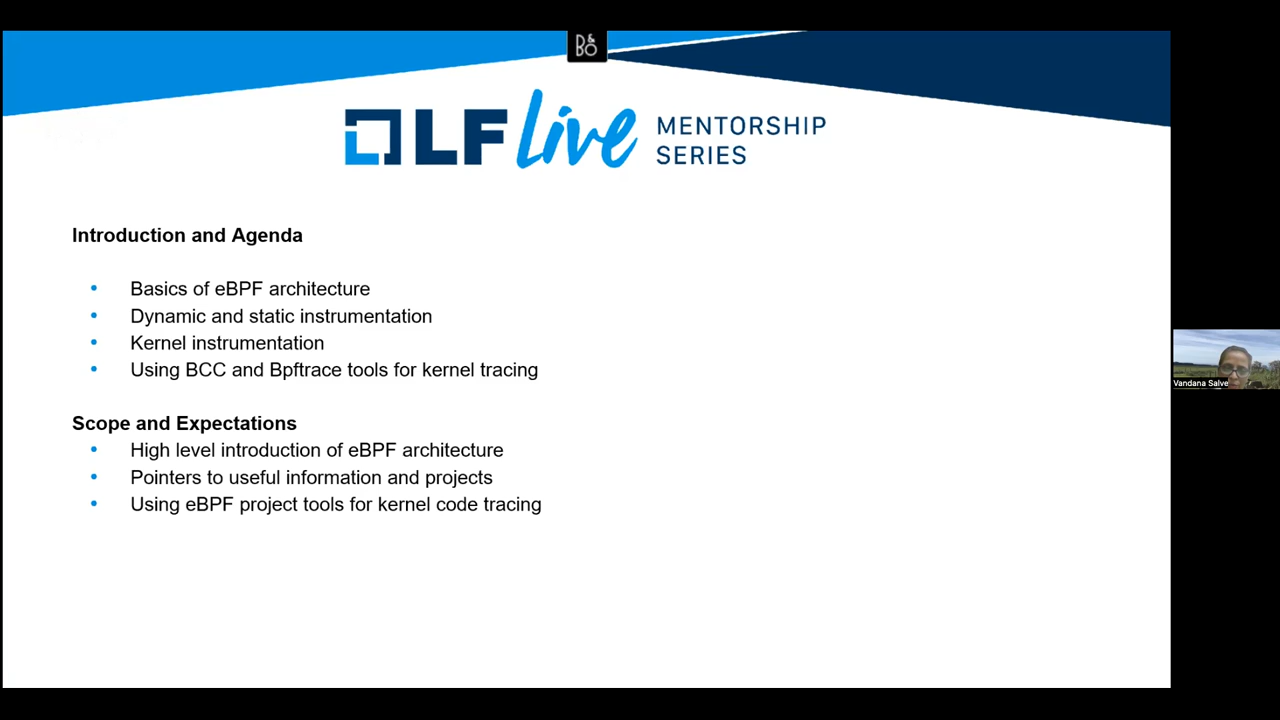 B&O
LF Live MENTORSHIP
SERIES
Introduction and Agenda
• Basics of eBPF architecture
• Dynamic and static instrumentation
• Kernel instrumentation
• Using BCC and Bpftrace tools for kernel tracing
Scope and Expectations
• High level introduction of eBPF architecture
• Pointers to useful information and projects
• Using eBPF project tools for kernel code tracing
Vandana Salve